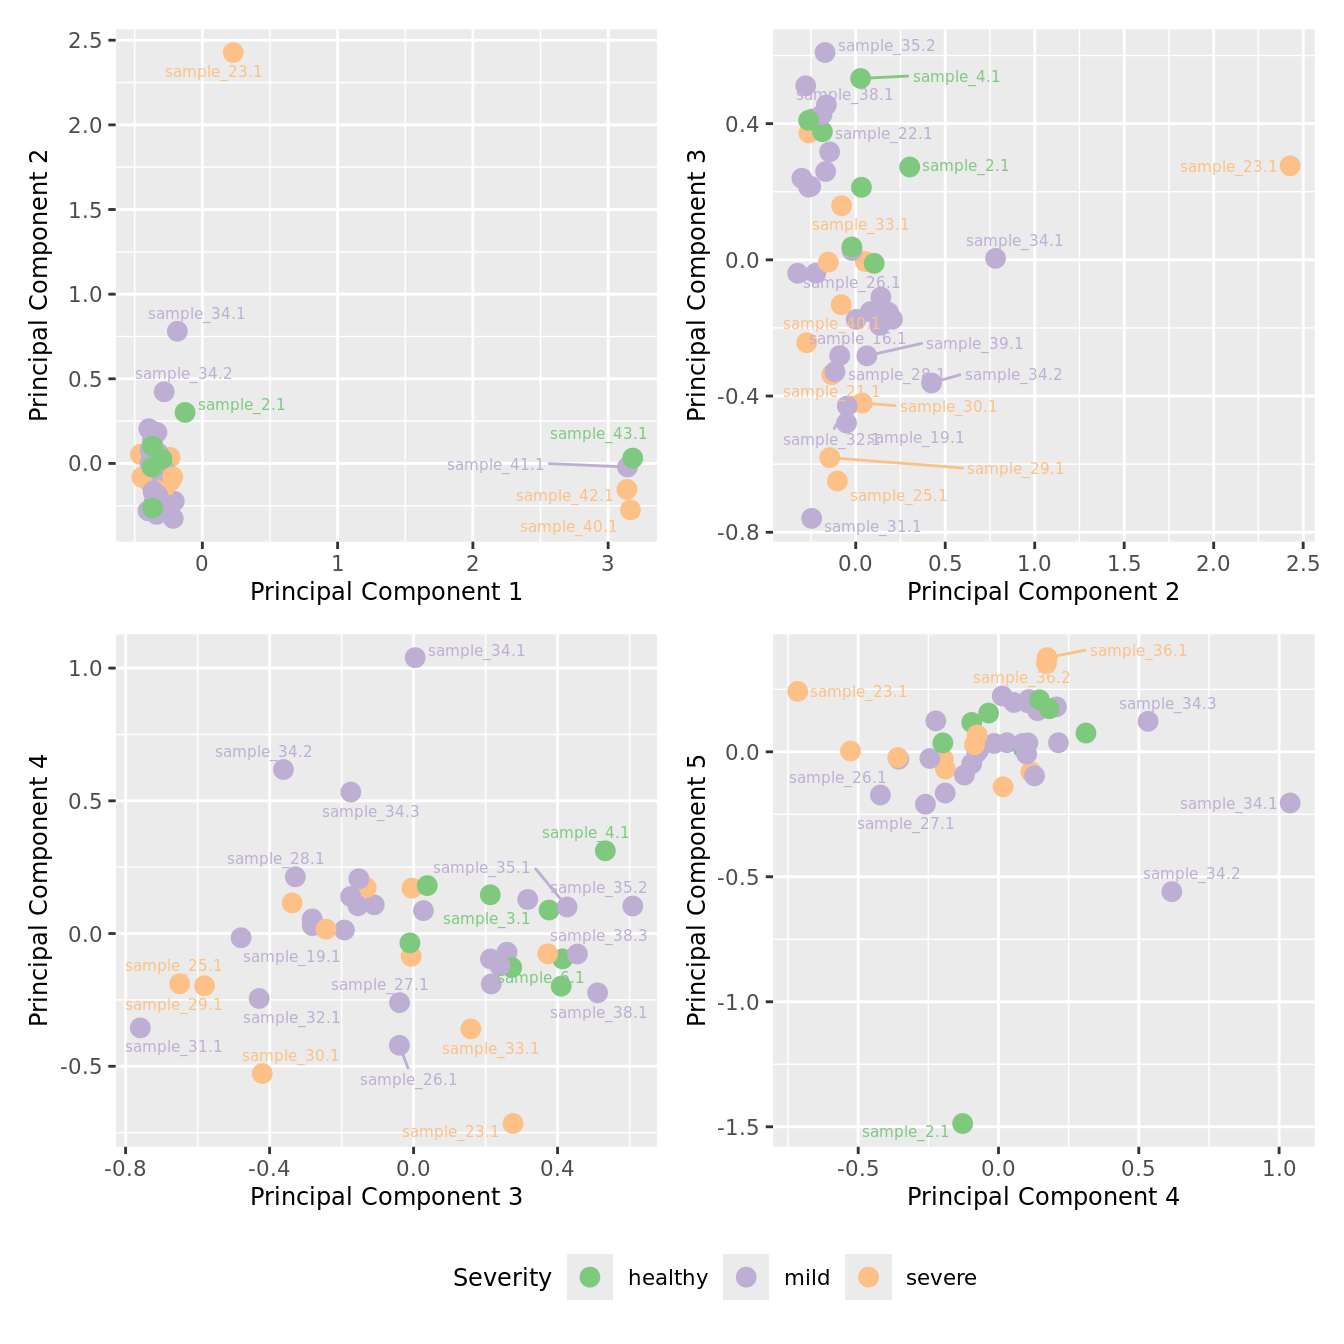 2.5
2.0
1.5
1.0
0.5
0.0
Principal Component 2
sample_23.1
sample_34.1
sample_34.2
sample_2.1
sample_43.1
sample_41.1
sample_42.1
sample_40.1
0
1
2
3
Principal Component 1
0.4
0.0
-0.4
-0.8
Principal Component 3
sample_35.2
sample_4.1
sample_38.1
sample_22.1
sample_2.1
sample_23.1
sample_33.1
sample_34.1
sample_26.1
sample_40.1
sample_16.1
sample_39.1
sample_28.1
sample_34.2
sample_21.1
sample_30.1
sample_32.1
sample_19.1
sample_29.1
sample_25.1
sample_31.1
0.0
0.5
1.0
1.5
2.0
2.5
Principal Component 2
1.0
0.5
0.0
-0.5
Principal Component 4
sample_34.1
sample_34.2
sample_34.3
sample_4.1
sample_28.1
sample_35.1
sample_35.2
sample_3.1
sample_38.3
sample_19.1
sample_25.1
sample_6.1
sample_27.1
sample_29.1
sample_32.1
sample_38.1
sample_31.1
sample_30.1
sample_33.1
sample_26.1
sample_23.1
-0.8
-0.4
0.0
0.4
Principal Component 3
0.0
-0.5
-1.0
-1.5
Principal Component 5
sample_36.1
sample_36.2
sample_23.1
sample_34.3
sample_26.1
sample_34.1
sample_27.1
sample_34.2
sample_2.1
-0.5
0.0
0.5
1.0
Principal Component 4
Severity healthy mild severe